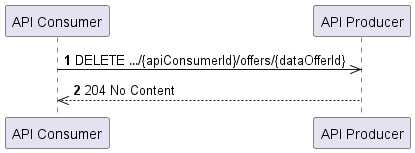 API Consumer
API Producer
1 DELETE .../{apiConsumerId}/offers/{dataOfferId}
2 204 No Content
API Consumer
API Producer